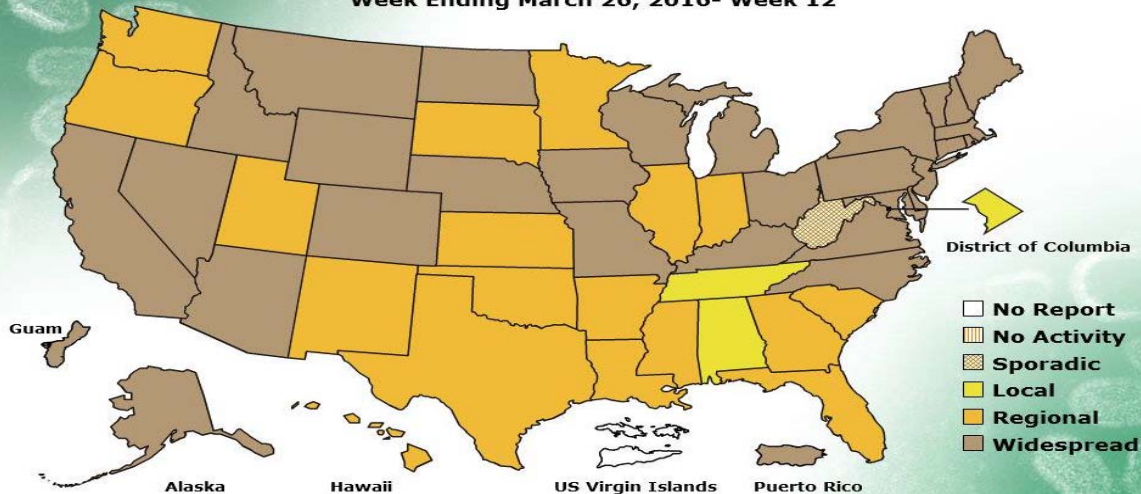 Week Ending March 26, 2016- Week 12
District of Columbia
Guam
No Report
No Activity
Sporadic
Local
Regional
Widespread
Alaska
Hawaii
US Virgin Islands
Puerto Rico